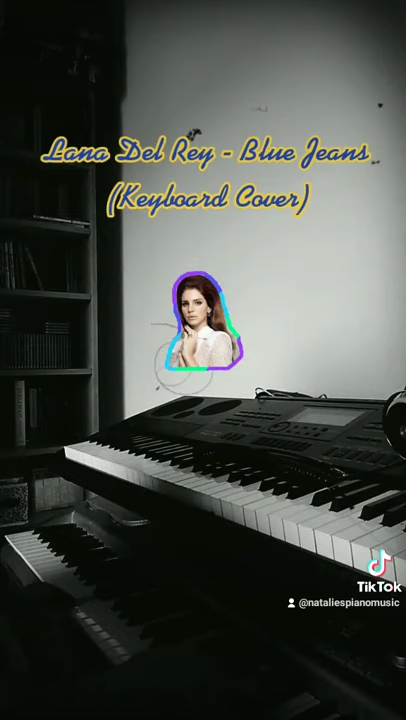 Lana Del Rey - Blue Jeans
(Keyboard Cover)
TikTok
@nataliespianomusic